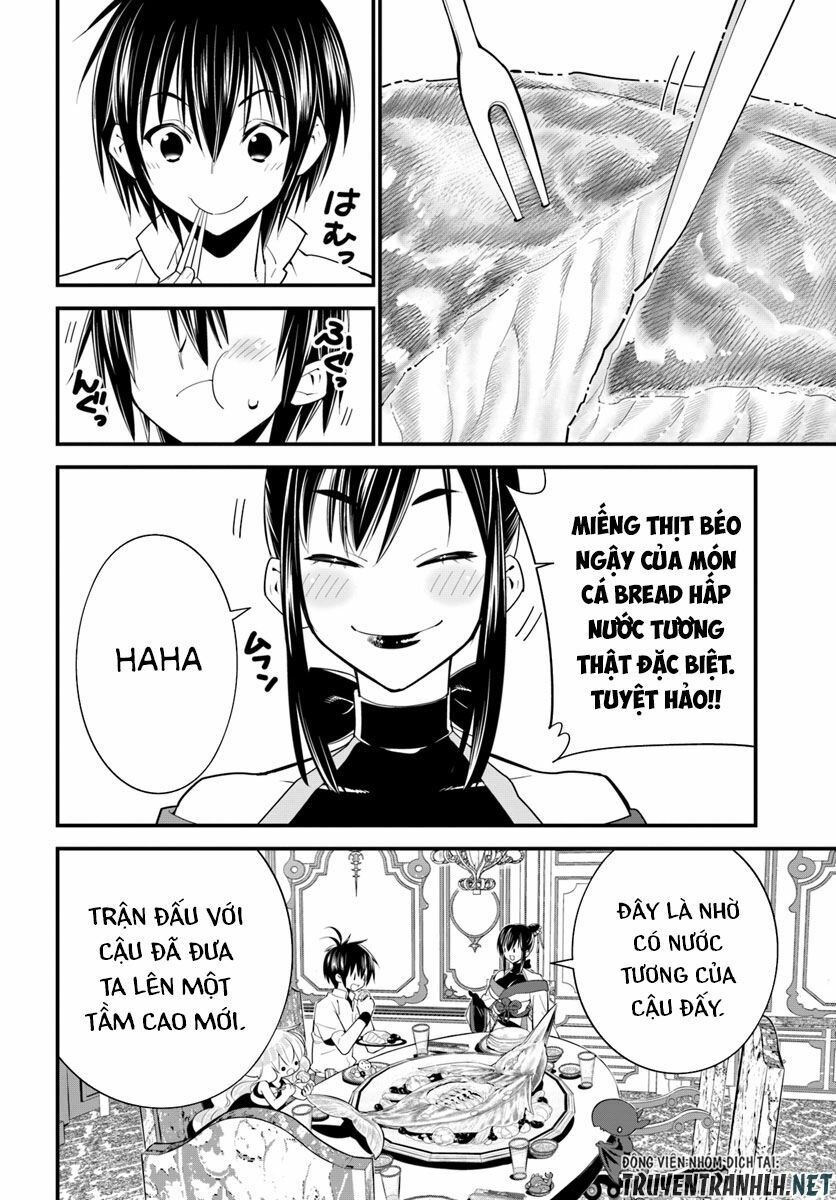 はむっ
ふぐっ
んぐっ
MIẾNG THỊT BÉO
NGẬY CỦA MÓN
CÁ BREAD HẤP
NƯỚC TƯƠNG
THẬT ĐẶC BIỆT.
TUYỆT HẢO!!
HAHA
ムフン
ĐÂY LÀ NHỜ
CÓ NƯỚC
TƯƠNG CỦA
CẬU ĐẤY.
TRẬN ĐẤU VỚI
CẬU ĐÃ ĐƯA
TA LÊN MỘT
TẦM CAO MỚI.
ĐỘNG VIÊN NHÓM DỊCH TẠI:
TRUYENTRANHLH.NET